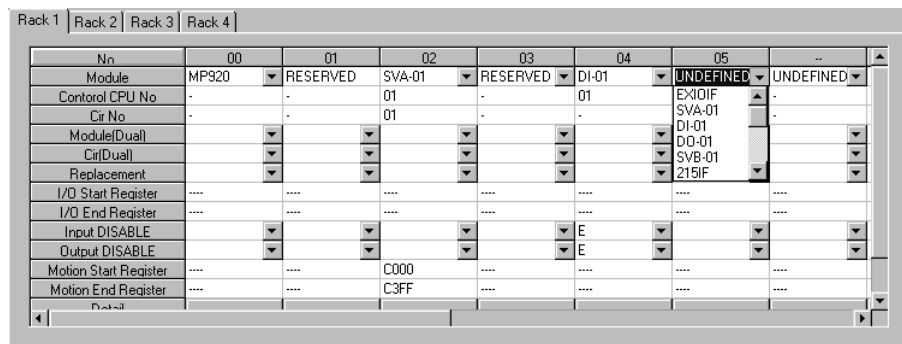 Rack 1 Rack 2 Rack 3 Rack 4
No 00 01 02 03 04 05 --
Module MP920 RESERVED SVA-01 RESERVED DI-01 UNDEFINED UNDEFINED
Contorol CPU No - - 01 - 01 EXIOIF -
Cir No - - 01 - - SVA-01 -
Module(Dual) DI-01
Cir(Dual) DO-01
SVB-01
Replacement 215IF
I/O Start Register ---- ---- ---- ---- ---- ---- ----
I/O End Register ---- ---- ---- ---- ---- ---- ----
Input DISABLE E
Output DISABLE E
Motion Start Register ---- ---- C000 ---- ---- ---- ----
Motion End Register ---- ---- C3FF ---- ---- ---- ----
Detail